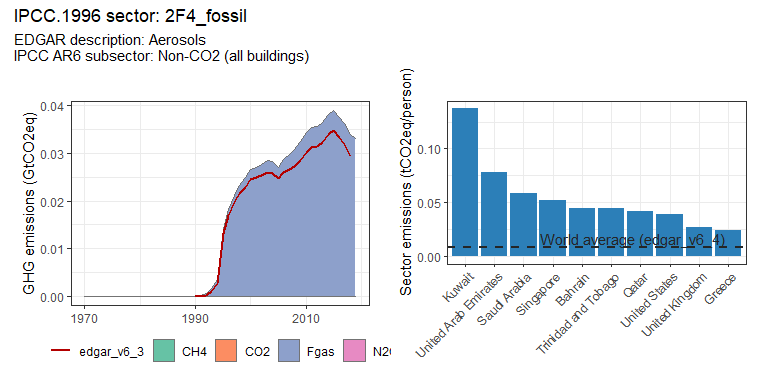 IPCC.1996 sector: 2F4_fossil
EDGAR description: Aerosols
IPCC AR6 subsector: Non-CO2 (all buildings)
GHG emissions (GtCO2eq)
0.04
0.03
0.02
0.01
0.00
1970
1990
2010
edgar_v6_3
CH4
CO2
Fgas
Sector emissions (tCO2eq/person)
0.10
0.05
0.00
World average (edgar_v6_4)
Kuwait
United Arab Emirates
Saudi Arabia
Singapore
Bahrain
Trinidad and Tobago
Qatar
United States
United Kingdom
Greece